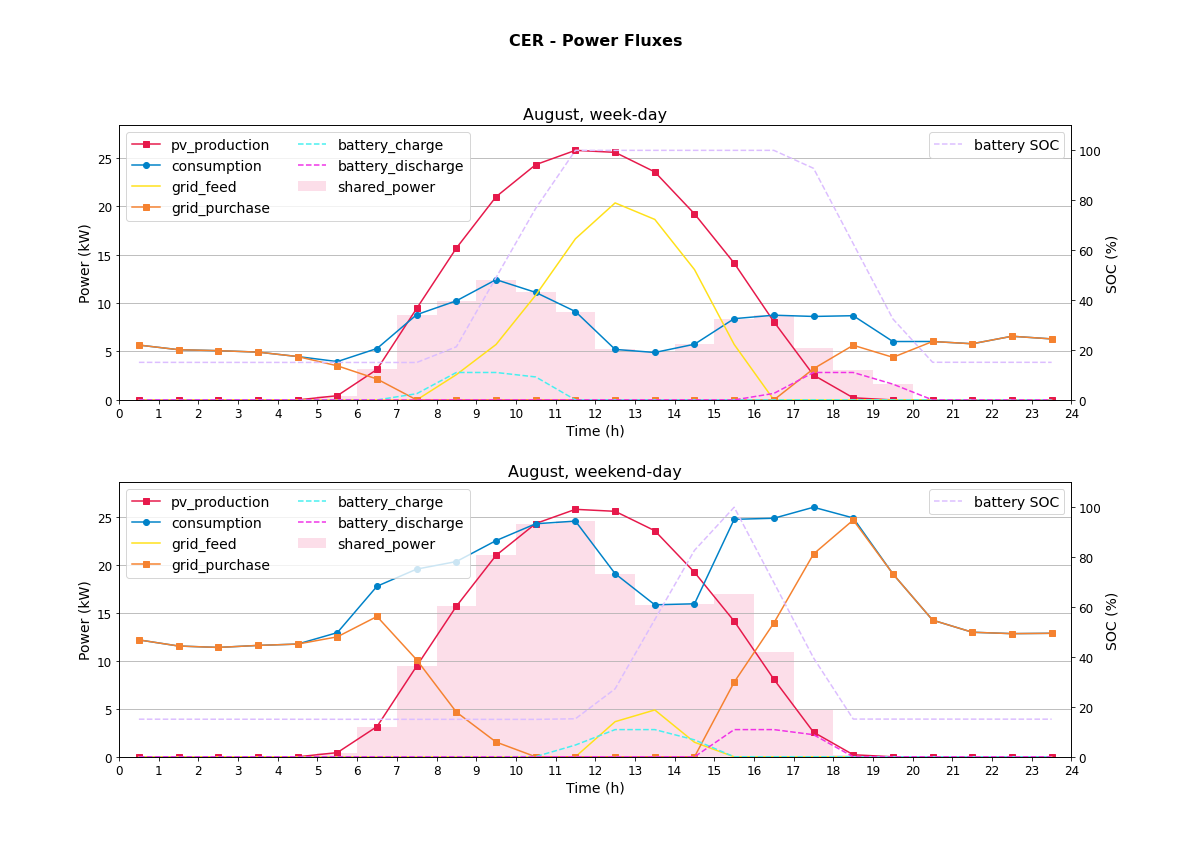 CER - Power Fluxes
August, week-day
pv_production
consumption
grid_feed
grid_purchase
battery_charge
battery_discharge
shared_power
battery SOC
Power (kW)
0
5
10
15
20
25
SOC (%)
0
20
40
60
80
100
0 1 2 3 4 5 6 7 8 9 10 11 12 13 14 15 16 17 18 19 20 21 22 23 24
Time (h)
August, weekend-day
pv_production
consumption
grid_feed
grid_purchase
battery_charge
battery_discharge
shared_power
battery SOC
Power (kW)
0
5
10
15
20
25
SOC (%)
0
20
40
60
80
100
0 1 2 3 4 5 6 7 8 9 10 11 12 13 14 15 16 17 18 19 20 21 22 23 24
Time (h)